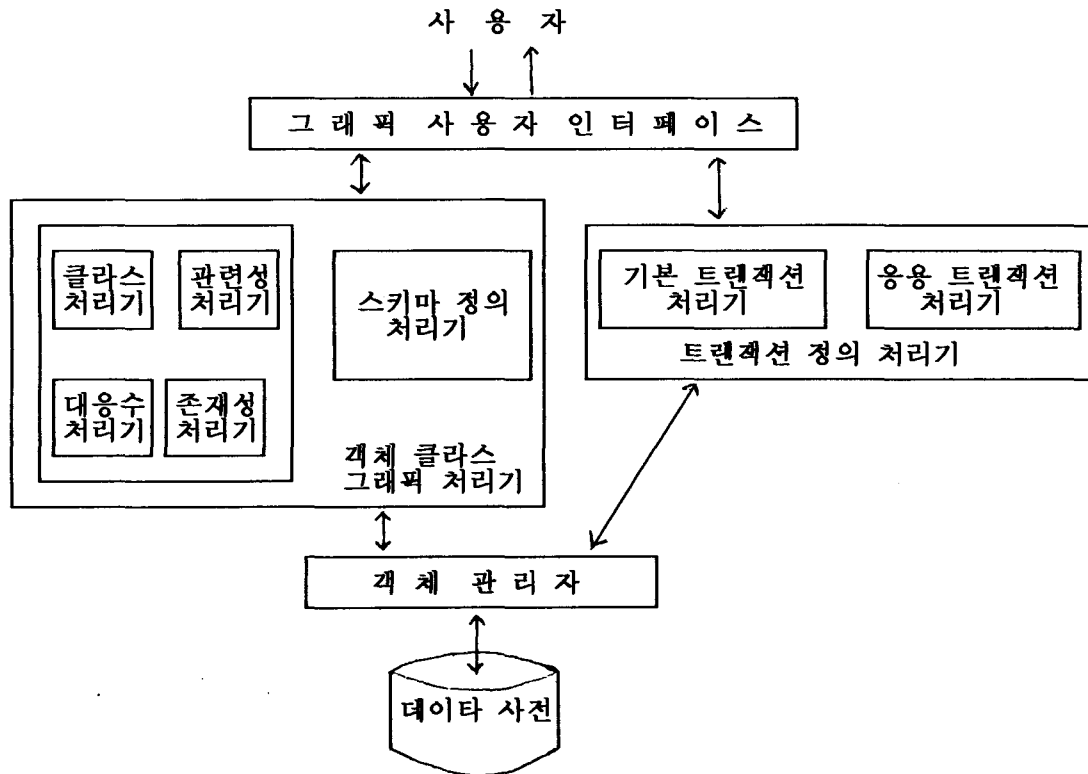 사 용 자
그 래 픽 사 용 자 인 터 페 이 스
클라스
처리기
관련성
처리기
스키마 정의
처리기
대응수
처리기
존재성
처리기
객체 클라스
그래픽 처리기
기본 트랜잭션
처리기
응용 트랜잭션
처리기
트랜잭션 정의 처리기
객 체 관 리 자
데이타 사전